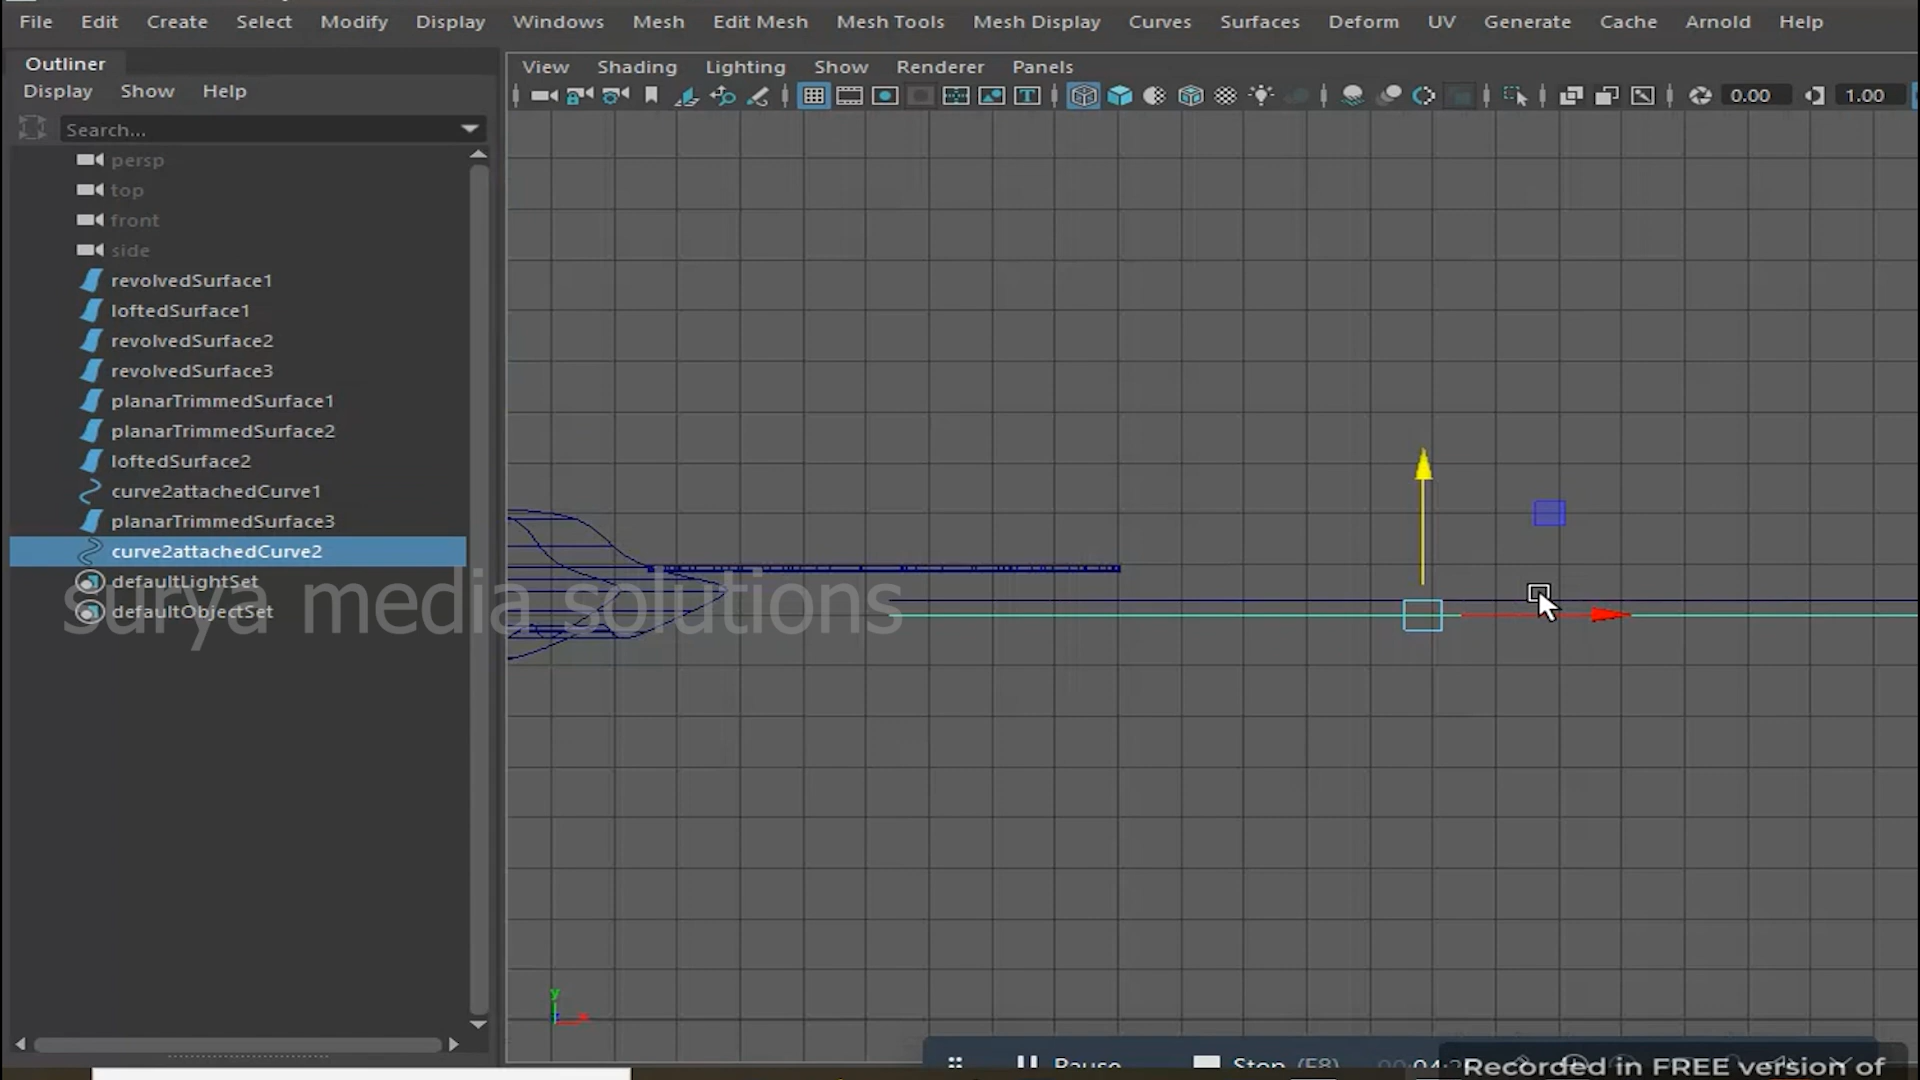 File Edit Create Select Modify Display Windows Mesh Edit Mesh Mesh Tools Mesh Display Curves Surfaces Deform UV Generate Cache Arnold Help
Outliner
Display Show Help
Search...
persp
top
front
side
revolvedSurface1
loftedSurface1
revolvedSurface2
revolvedSurface3
planarTrimmedSurface1
planarTrimmedSurface2
loftedSurface2
curve2attachedCurve1
planarTrimmedSurface3
curve2attachedCurve2
defaultLightSet
defaultObjectSet
View Shading Lighting Show Renderer Panels
0.00 1.00
surya media solutions
y
Pause Stop (F8)
Recorded in FREE version of